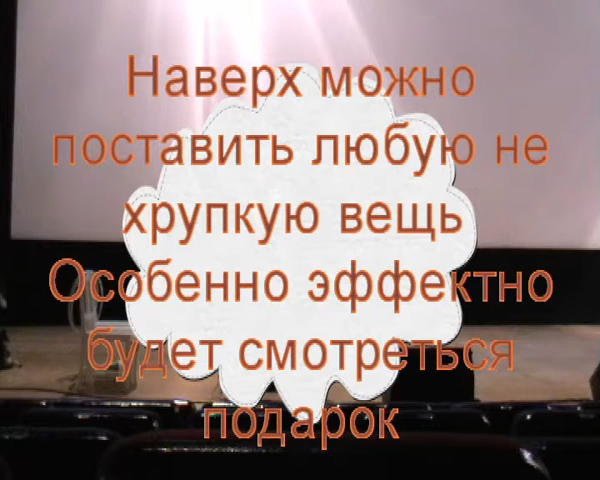 Наверх можно
поставить любую не
хрупкую вещь
Особенно эффектно
будет смотреться
подарок